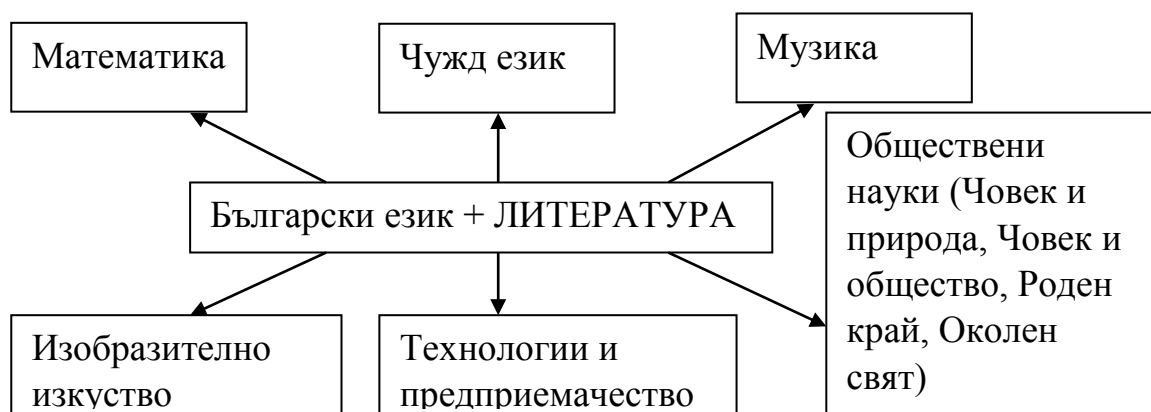 Математика
Чужд език
Музика
Обществени
науки (Човек и
природа, Човек и
общество, Роден
край, Околен
свят)
Български език + ЛИТЕРАТУРА
Изобразително
изкуство
Технологии и
предприемачество